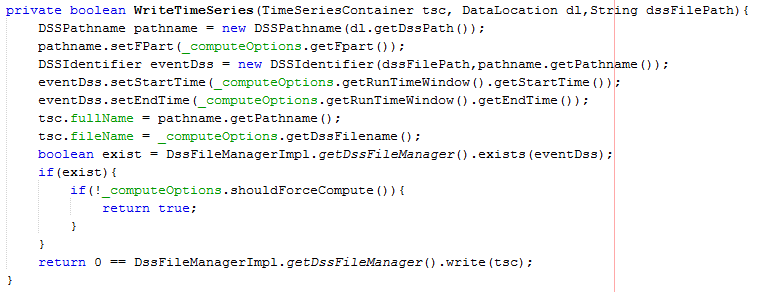 private boolean WriteTimeSeries(TimeSeriesContainer tsc, DataLocation dl,String dssFilePath){
    DSSPathname pathname = new DSSPathname(dl.getDssPath());
    pathname.setFPart(_computeOptions.getFpart());
    DSSIdentifier eventDss = new DSSIdentifier(dssFilePath,pathname.getPathname());
    eventDss.setStartTime(_computeOptions.getRunTimeWindow().getStartTime());
    eventDss.setEndTime(_computeOptions.getRunTimeWindow().getEndTime());
    tsc.fullName = pathname.getPathname();
    tsc.fileName = _computeOptions.getDssFilename();
    boolean exist = DssFileManagerImpl.getDssFileManager().exists(eventDss);
    if(exist){
        if(!_computeOptions.shouldForceCompute()){
            return true;
        }
    }
    return 0 == DssFileManagerImpl.getDssFileManager().write(tsc);
}